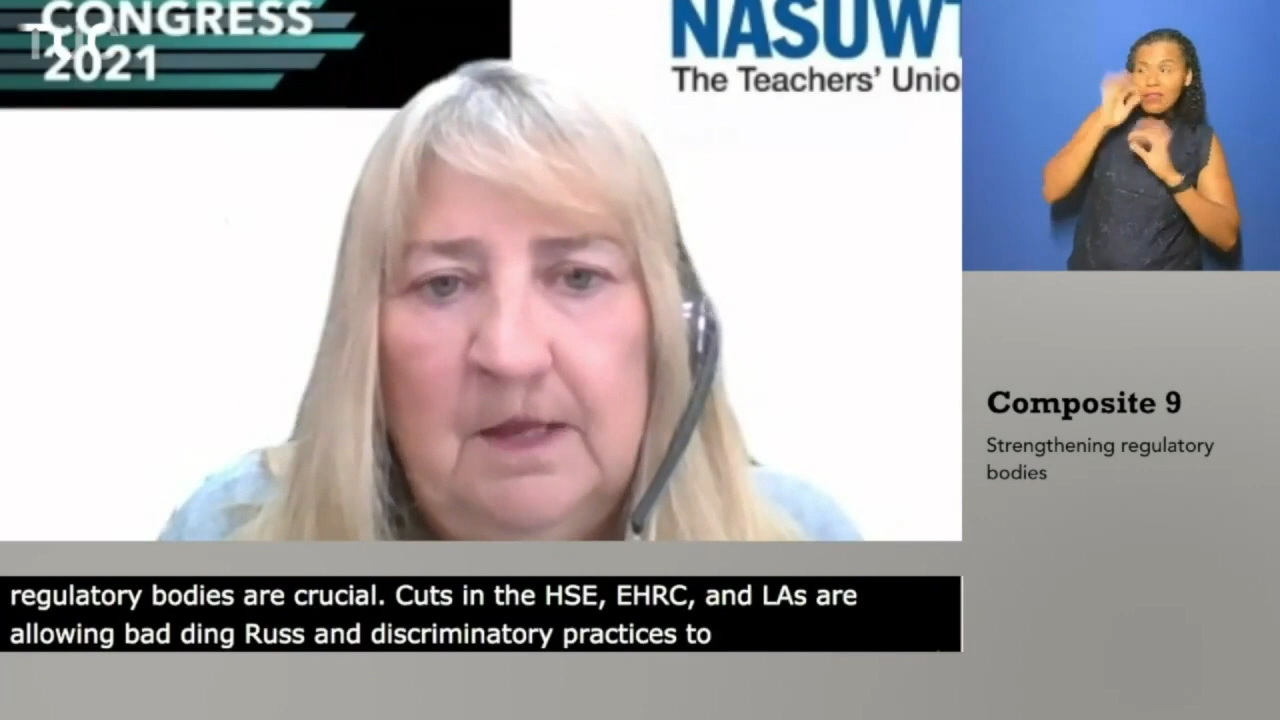 CONGRESS
2021
NASUWT
The Teachers' Unio
Composite 9
Strengthening regulatory
bodies
regulatory bodies are crucial. Cuts in the HSE, EHRC, and LAs are
allowing bad ding Russ and discriminatory practices to